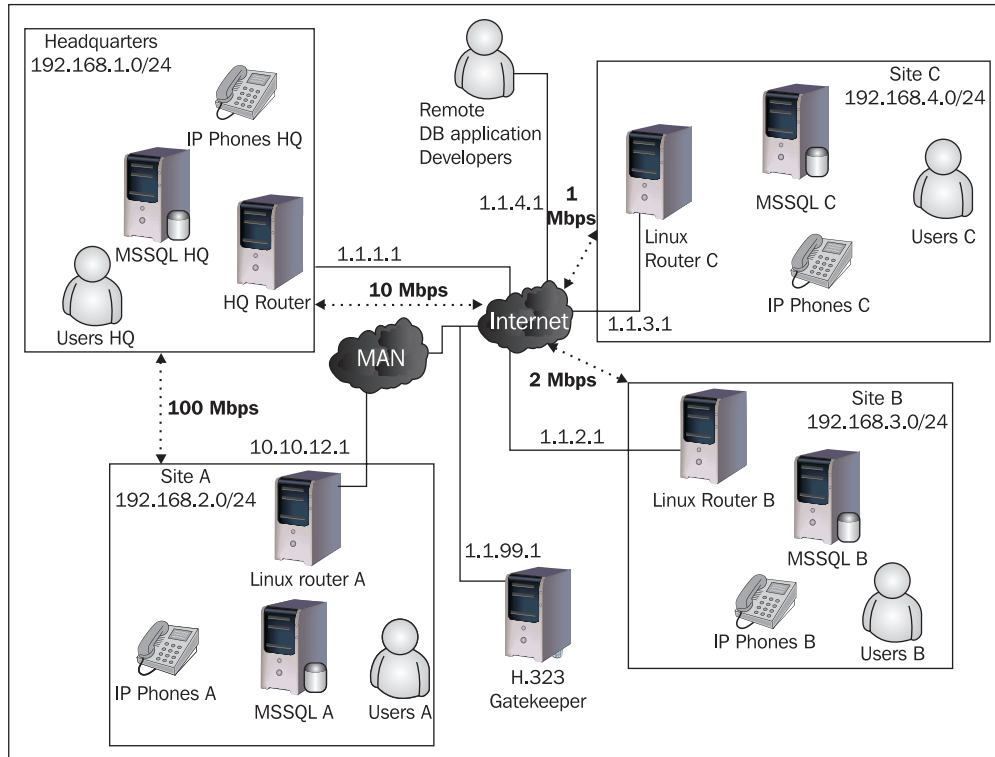 Headquarters
192.168.1.0/24
IP Phones HQ
MSSQL HQ
HQ Router
Users HQ
Remote
DB application
Developers
1.1.4.1
1
Mbps
Site C
192.168.4.0/24
MSSQL C
Users C
Linux
Router C
IP Phones C
1.1.1.1
10 Mbps
Internet
1.1.3.1
MAN
2 Mbps
100 Mbps
10.10.12.1
1.1.2.1
Site B
192.168.3.0/24
Linux Router B
MSSQL B
IP Phones B
Users B
Site A
192.168.2.0/24
Linux router A
IP Phones A
MSSQL A
Users A
1.1.99.1
H.323
Gatekeeper